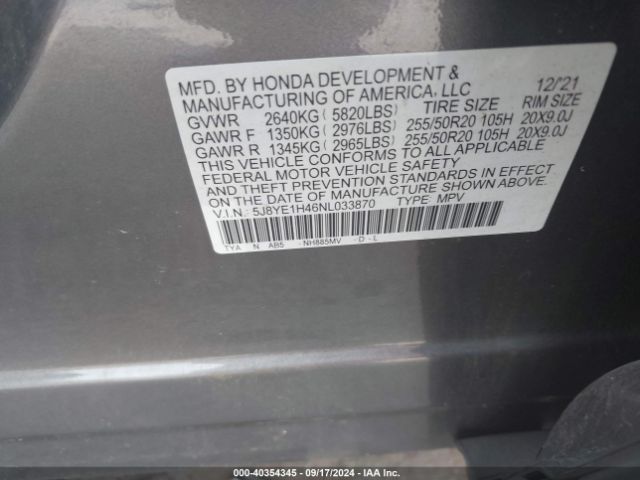 MFD. BY HONDA DEVELOPMENT & 12/21
MANUFACTURING OF AMERICA, LLC TIRE SIZE RIM SIZE
GVWR 2640KG( 5820LBS)
GAWR F 1350KG( 2976LBS) 255/50R20 105H 20X9.0J
GAWR R 1345KG( 2965LBS) 255/50R20 105H 20X9.0J
THIS VEHICLE CONFORMS TO ALL APPLICABLE
FEDERAL MOTOR VEHICLE SAFETY
AND THEFT PREVENTION STANDARDS IN EFFECT
ON THE DATE OF MANUFACTURE SHOWN ABOVE.
V.I.N.: 5J8YE1H46NL033870 TYPE: MPV
TYA N AB5 NH885MV D - L
40354345 - 09/17/2024 - IAA Inc.